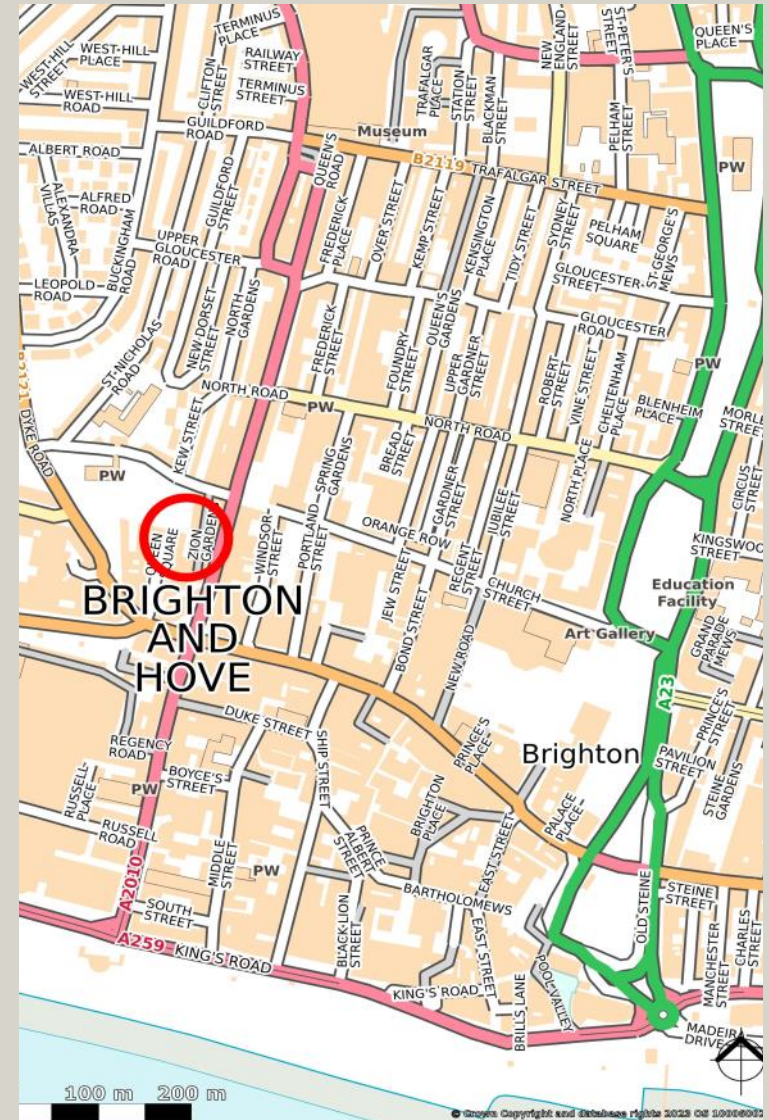 TERMINUS
PLACE
WEST-HILL
PLACE
WEST-HILL
STREET
RAILWAY
STREET
CLIFTON
STREET
TERMINUS
STREET
WEST-HILL
ROAD
TRAFALGAR
PLACE
STATION
STREET
BLACKMAN
STREET
NEW
ENGLAND
STREET
ST-PETER'S
STREET
QUEEN'S
PLACE
PELHAM
STREET
GUILDFORD
ROAD
Museum
B2119 TRAFALGAR STREET
PW
ALBERT ROAD
ALEXANDRA
VILLAS
ALFRED
ROAD
BUCKINGHAM
ROAD
GUILDFORD
STREET
QUEEN'S
ROAD
FREDERICK
PLACE
OVER STREET
KEMP STREET
KENSINGTON
PLACE
TIDY STREET
SYDNEY
STREET
PELHAM
SQUARE
ST-GEORGE'S
MEWS
UPPER
GLOUCESTER
ROAD
LEOPOLD
ROAD
GLOUCESTER
STREET
GLOUCESTER
ROAD
ST-NICHOLAS
ROAD
NEW-DORSET
STREET
NORTH
GARDENS
FREDERICK
STREET
FOUNDRY
STREET
QUEEN'S
GARDENS
UPPER
GARDNER
STREET
ROBERT
STREET
VINE STREET
CHELTENHAM
PLACE
PW
BLENHEIM
PLACE
B2121
DYKE ROAD
NORTH ROAD
PW
NORTH ROAD
KEW STREET
PW
SPRING
GARDENS
BREAD
STREET
GARDNER
STREET
JUBILEE
STREET
NORTH PLACE
CIRCUS
STREET
QUEEN
SQUARE
ZION
GARDENS
WINDSOR
STREET
PORTLAND
STREET
ORANGE ROW
JEW STREET
BOND STREET
REGENT
STREET
CHURCH
STREET
NEW ROAD
Education
Facility
Art Gallery
GRAND
PARADE
MEWS
A23
BRIGHTON
AND
HOVE
DUKE STREET
SHIP STREET
PRINCE'S
PLACE
Brighton
PRINCE'S
STREET
PAVILION
STREET
STEINE
GARDENS
REGENCY
ROAD
RUSSELL
PLACE
PW
BOYCE'S
STREET
RUSSELL
ROAD
MIDDLE
STREET
PW
PRINCE
ALBERT
STREET
BRIGHTON
PLACE
EAST STREET
PALACE
PLACE
BARTHOLOMEWS
A2010
SOUTH
STREET
BLACK-LION
STREET
EAST STREET
OLD STEINE
STEINE
STREET
MANCHESTER
STREET
CHARLES
STREET
A259 KING'S ROAD
KING'S ROAD
BRILLS LANE
POOL VALLEY
100 m 200 m
© Crown Copyright and database rights 2023 OS